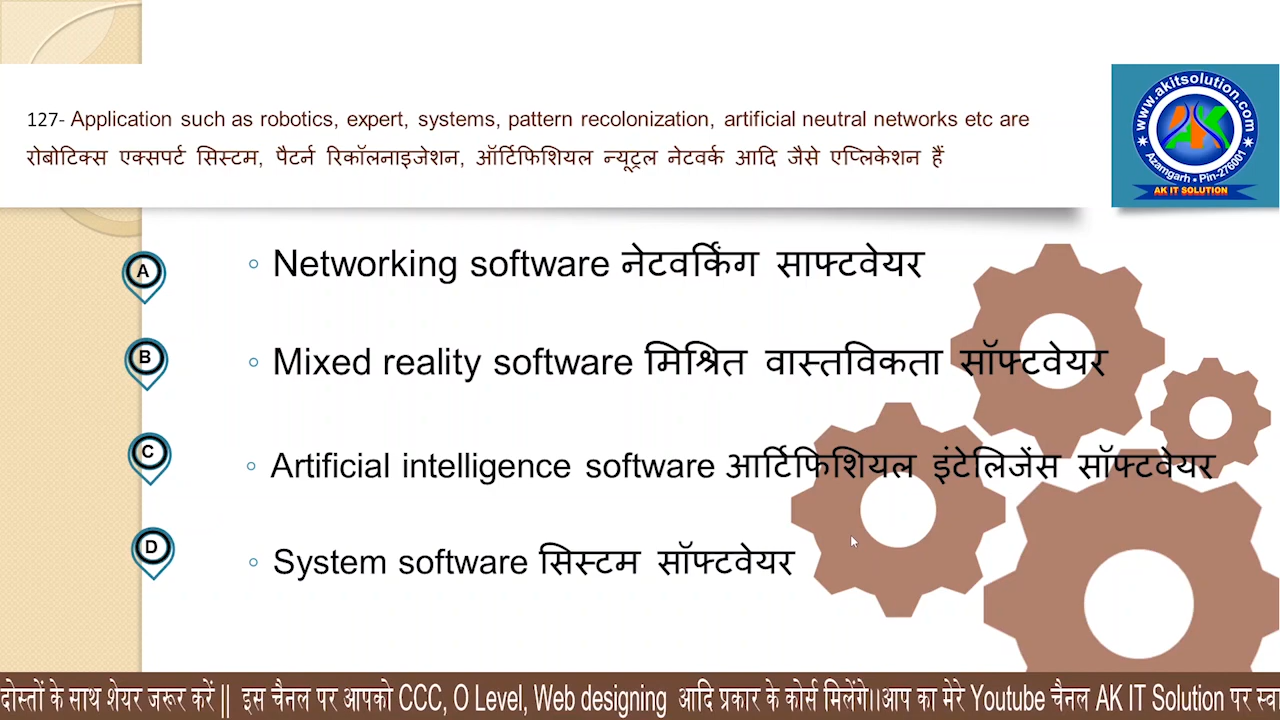 127- Application such as robotics, expert, systems, pattern recolonization, artificial neutral networks etc are
रोबोटिक्स एक्सपर्ट सिस्टम, पैटर्न रिकॉलनाइजेशन, ऑर्टिफिशियल न्यूट्रल नेटवर्क आदि जैसे एप्लिकेशन हैं
www.akitsolution.com
AK
Azamgarh • Pin-276001
AK IT SOLUTION
A
Networking software नेटवर्किंग साफ्टवेयर
B
Mixed reality software मिश्रित वास्तविकता सॉफ्टवेयर
C
Artificial intelligence software आर्टिफिशियल इंटेलिजेंस सॉफ्टवेयर
D
System software सिस्टम सॉफ्टवेयर
दोस्तों के साथ शेयर जरूर करें || इस चैनल पर आपको CCC, O Level, Web designing आदि प्रकार के कोर्स मिलेंगे।।आप का मेरे Youtube चैनल AK IT Solution पर स्वा